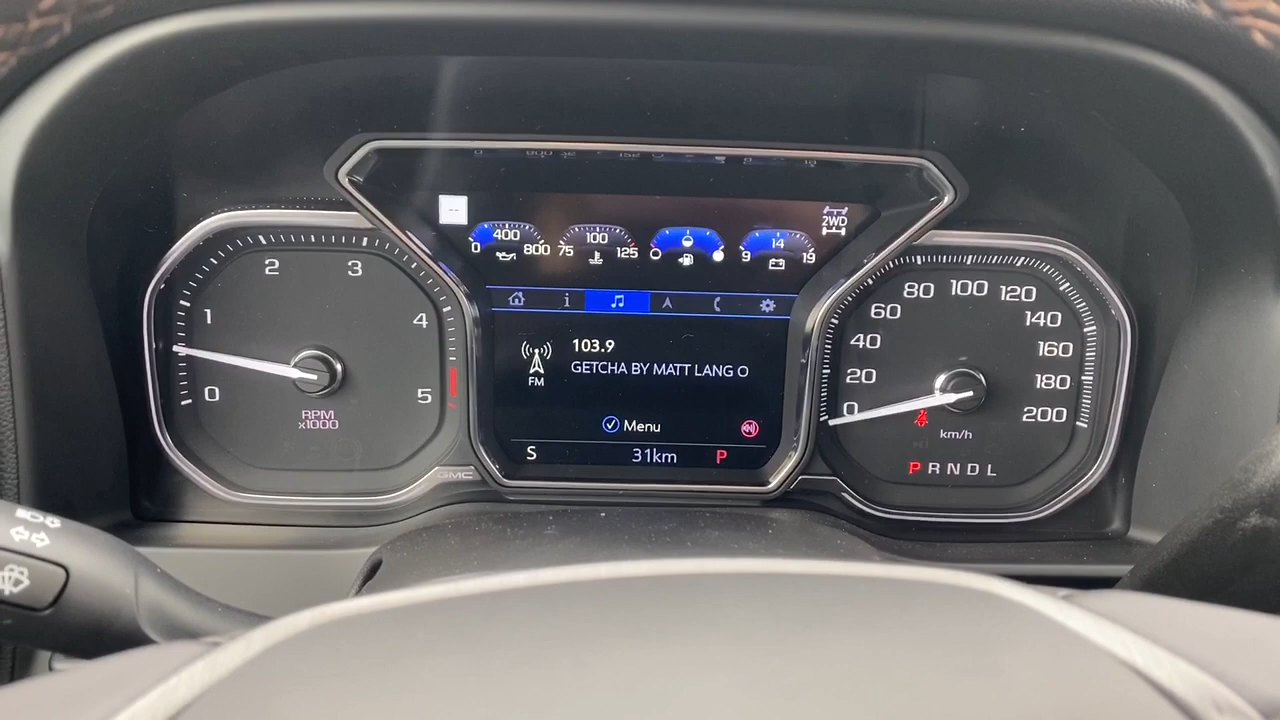 --
2WD
0 400 800
75 100 125
9 14 19
i
103.9
GETCHA BY MATT LANG O
FM
Menu
S 31km P
0 1 2 3 4 5
RPM
x1000
GMC
0 20 40 60 80 100 120 140 160 180 200
km/h
P R N D L